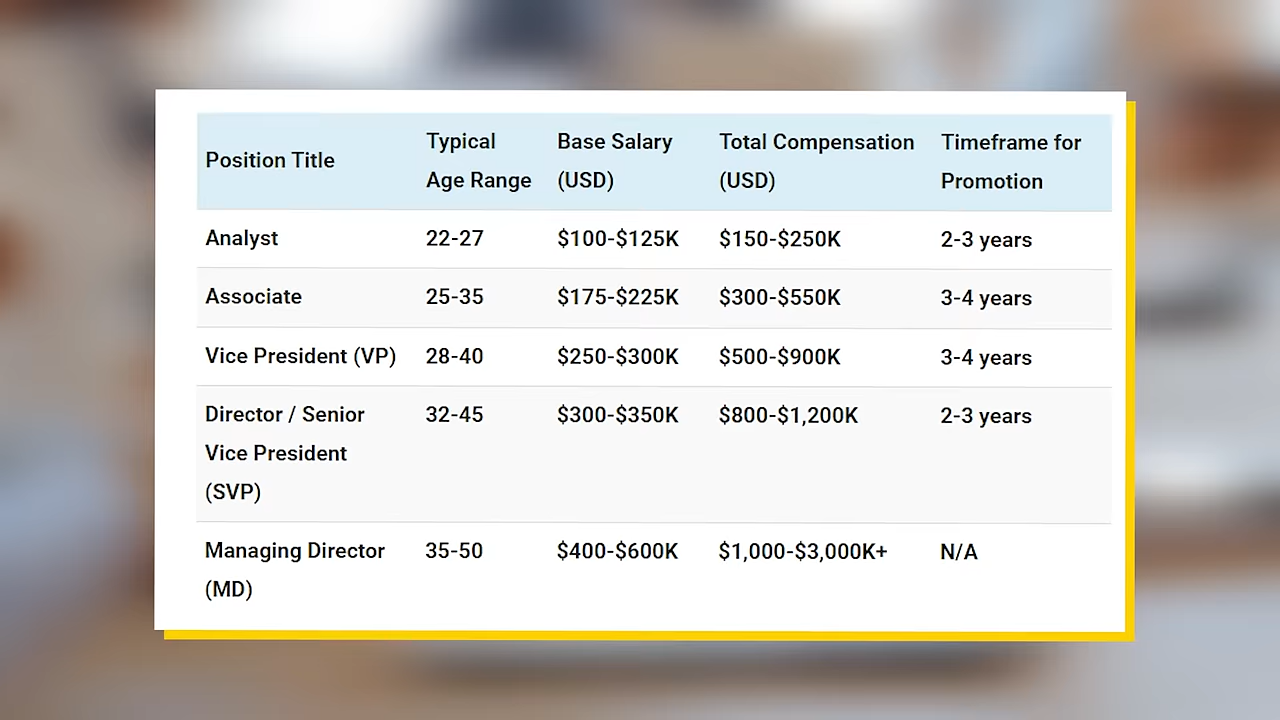 Position Title
Typical
Age Range
Base Salary
(USD)
Total Compensation
(USD)
Timeframe for
Promotion
Analyst 22-27 $100-$125K $150-$250K 2-3 years
Associate 25-35 $175-$225K $300-$550K 3-4 years
Vice President (VP) 28-40 $250-$300K $500-$900K 3-4 years
Director / Senior
Vice President
(SVP)
32-45 $300-$350K $800-$1,200K 2-3 years
Managing Director
(MD)
35-50 $400-$600K $1,000-$3,000K+ N/A